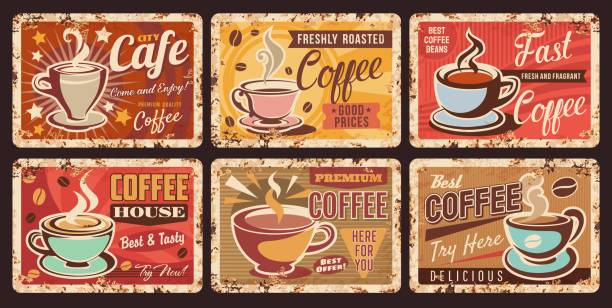 CITY
Cafe
Come and Enjoy!
PREMIUM QUALITY
Coffee
FRESHLY ROASTED
Coffee
GOOD
PRICES
BEST
COFFEE
BEANS
Fast
FRESH AND FRAGRANT
Coffee
COFFEE
HOUSE
Best & Tasty
Try Now!
PREMIUM
COFFEE
HERE
FOR
YOU
BEST
OFFER!
Best
COFFEE
Try Here
DELICIOUS